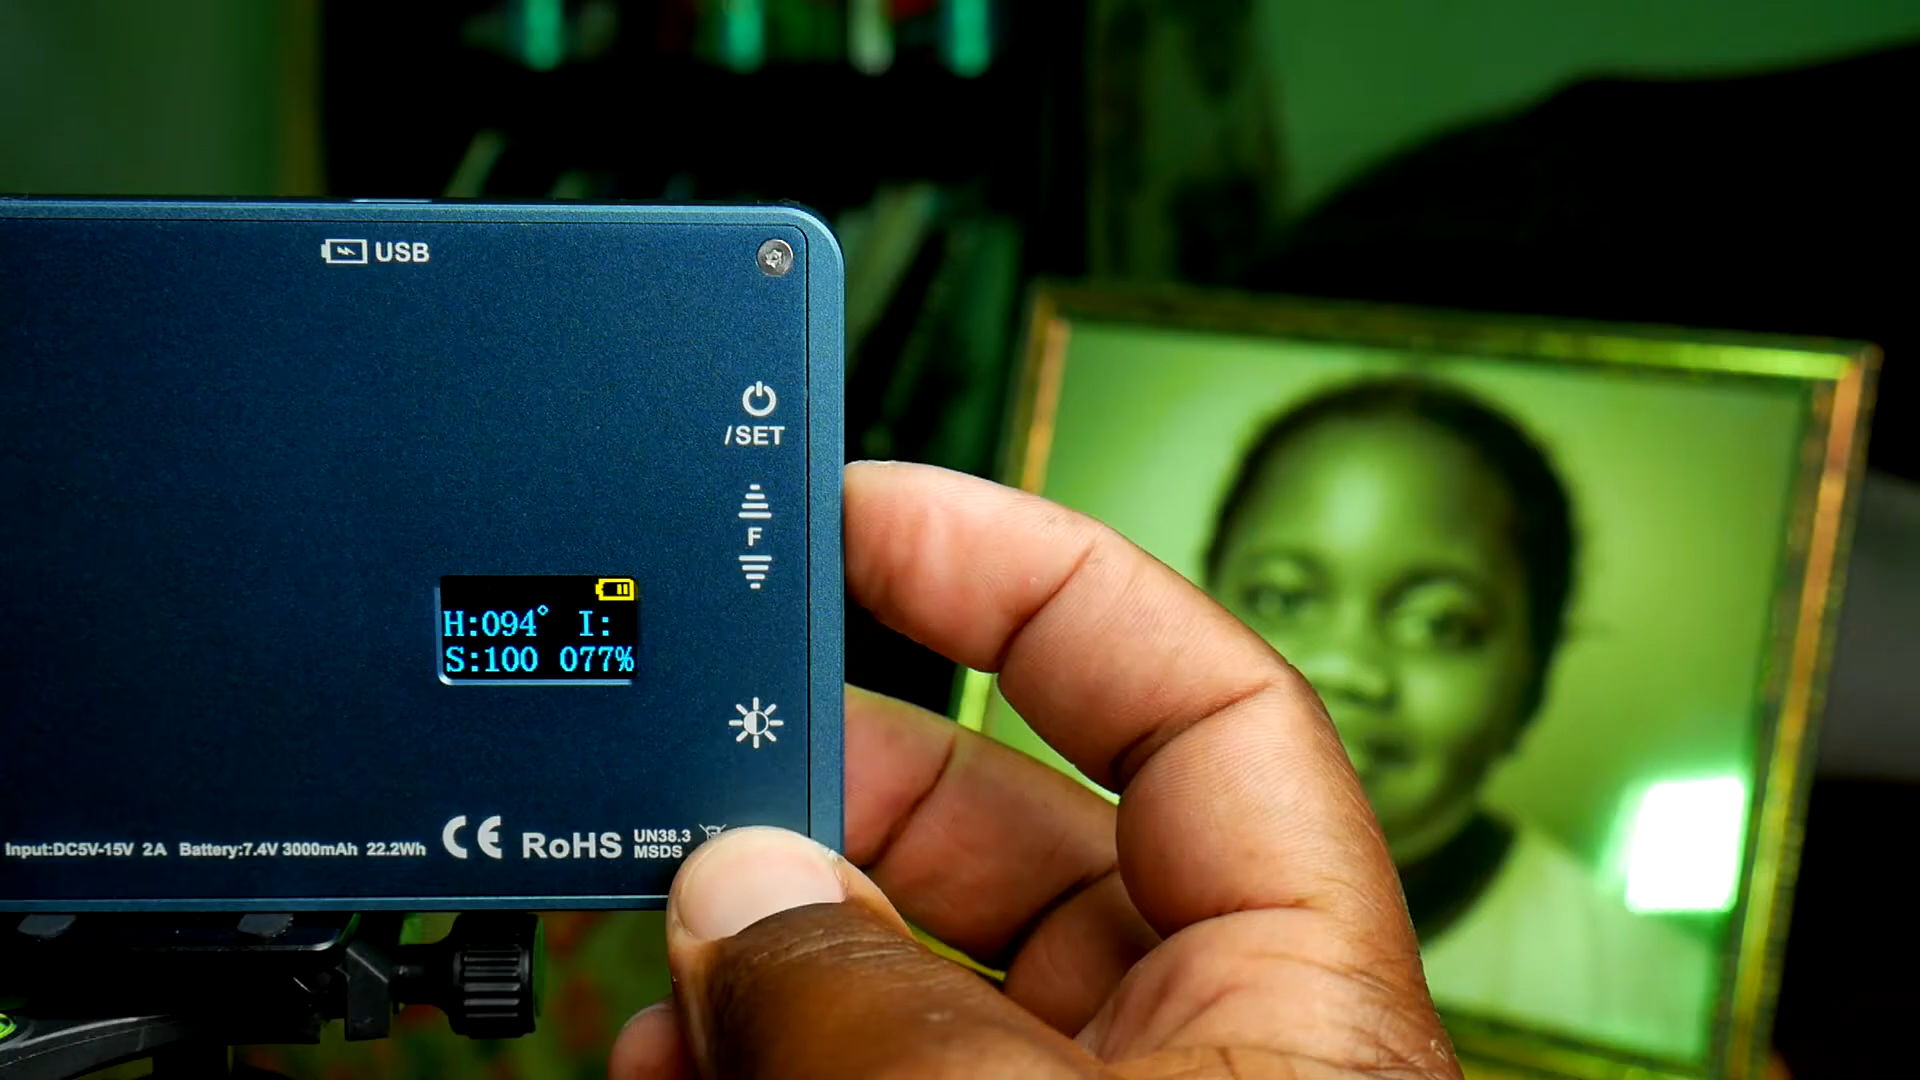 USB
/SET
F
H:094° I:
S:100 077%
Input:DC5V-15V 2A Battery:7.4V 3000mAh 22.2Wh CE RoHS UN38.3
MSDS